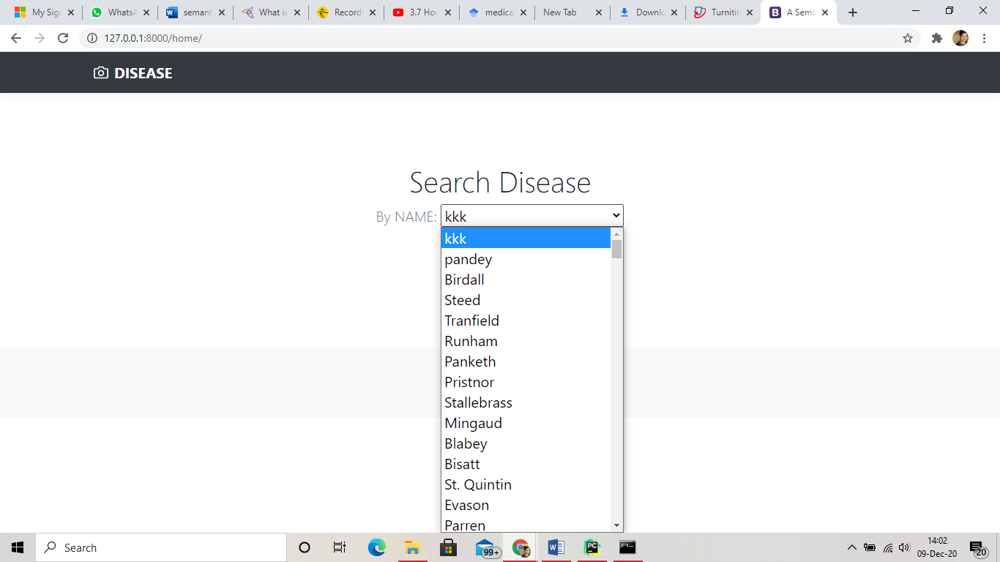 My Sig
WhatsA
semant
What is
Record
3.7 Hov
medica
New Tab
Downlo
Turnitin
A Sema
127.0.0.1:8000/home/
DISEASE
Search Disease
By NAME: kkk
kkk
pandey
Birdall
Steed
Tranfield
Runham
Panketh
Pristnor
Stallebrass
Mingaud
Blabey
Bisatt
St. Quintin
Evason
Parren
Search
99+
14:02
09-Dec-20
20